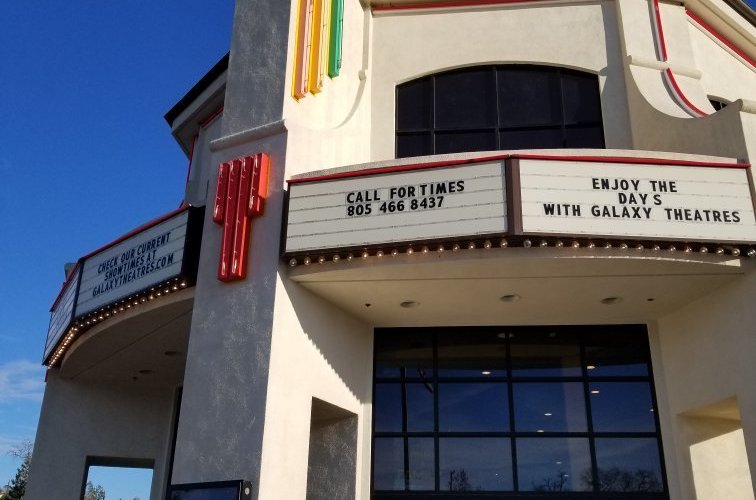 CHECK OUR CURRENT
SHOWTIMES AT
GALAXYTHEATRES.COM
CALL FOR TIMES
805 466 8437
ENJOY THE
DAYS
WITH GALAXY THEATRES